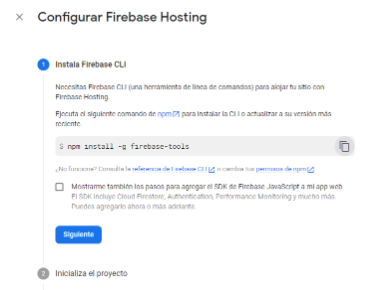 Configurar Firebase Hosting
1 Instala Firebase CLI
Necesitas Firebase CLI (una herramienta de línea de comandos) para alojar tu sitio con
Firebase Hosting.
Ejecuta el siguiente comando de npm para instalar la CLI o actualizar a su versión más
reciente.
$ npm install -g firebase-tools
¿No funciona? Consulta la referencia de Firebase CLI o cambia tus permisos de npm
Mostrarme también los pasos para agregar el SDK de Firebase JavaScript a mi app web
El SDK incluye Cloud Firestore, Authentication, Performance Monitoring y mucho más.
Puedes agregarlo ahora o más adelante.
Siguiente
2 Inicializa el proyecto